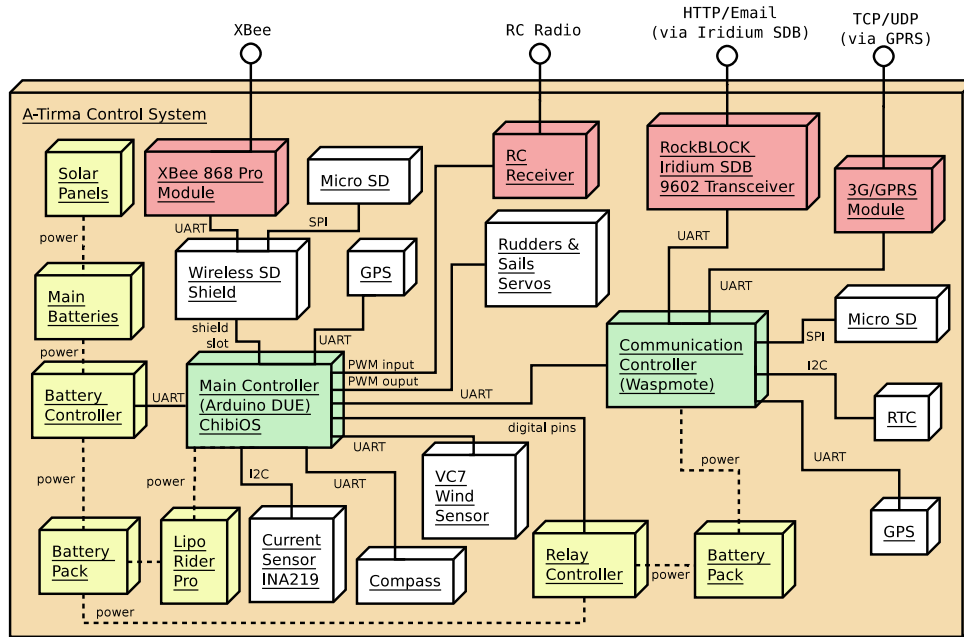 XBee
RC Radio
HTTP/Email
(via Iridium SDB)
TCP/UDP
(via GPRS)
A-Tirma Control System
Solar
Panels
XBee 868 Pro
Module
Micro SD
RC
Receiver
RockBLOCK
Iridium SDB
9602 Transceiver
3G/GPRS
Module
power
UART
SPI
UART
UART
Wireless SD
Shield
GPS
Rudders &
Sails
Servos
Main
Batteries
Micro SD
shield
slot
UART
SPI
power
PWM input
PWM ouput
Communication
Controller
(Waspmote)
I2C
Battery
Controller
UART
Main Controller
(Arduino DUE)
ChibiOS
UART
RTC
digital pins
UART
power
power
I2C
UART
power
UART
VC7
Wind
Sensor
GPS
Battery
Pack
Lipo
Rider
Pro
Current
Sensor
INA219
Compass
Relay
Controller
power
Battery
Pack
power